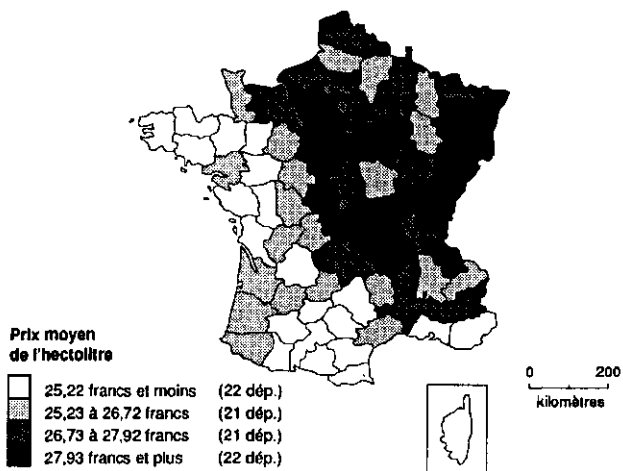 Prix moyen
de l'hectolitre
25,22 francs et moins (22 dép.)
25,23 à 26,72 francs (21 dép.)
26,73 à 27,92 francs (21 dép.)
27,93 francs et plus (22 dép.)
0 200
kilomètres